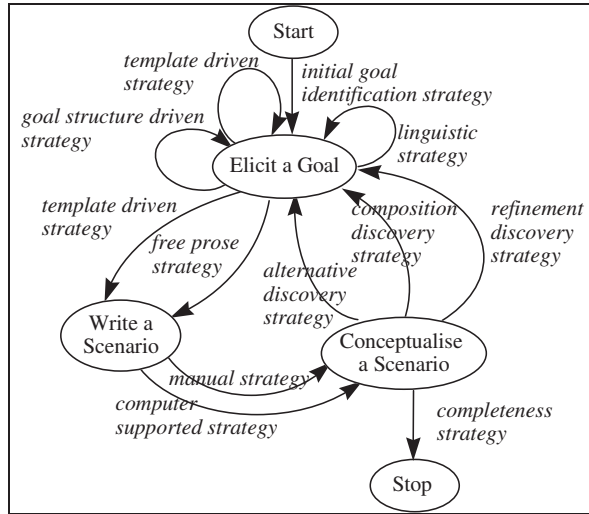 Start
template driven
strategy
initial goal
identification strategy
goal structure driven
strategy
linguistic
strategy
Elicit a Goal
template driven
strategy
free prose
strategy
composition
discovery
strategy
refinement
discovery
strategy
alternative
discovery
strategy
Write a
Scenario
Conceptualise
a Scenario
manual strategy
computer
supported strategy
completeness
strategy
Stop